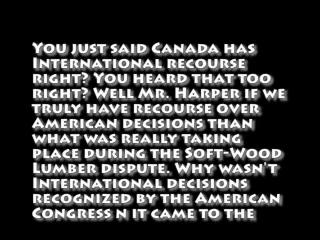 You just said Canada has
International recourse
right? You heard that too
right? Well Mr. Harper if we
truly have recourse over
American decisions than
what was really taking
place during the Soft-Wood
Lumber dispute. Why wasn't
International decisions
recognized by the American
Congress n it came to the